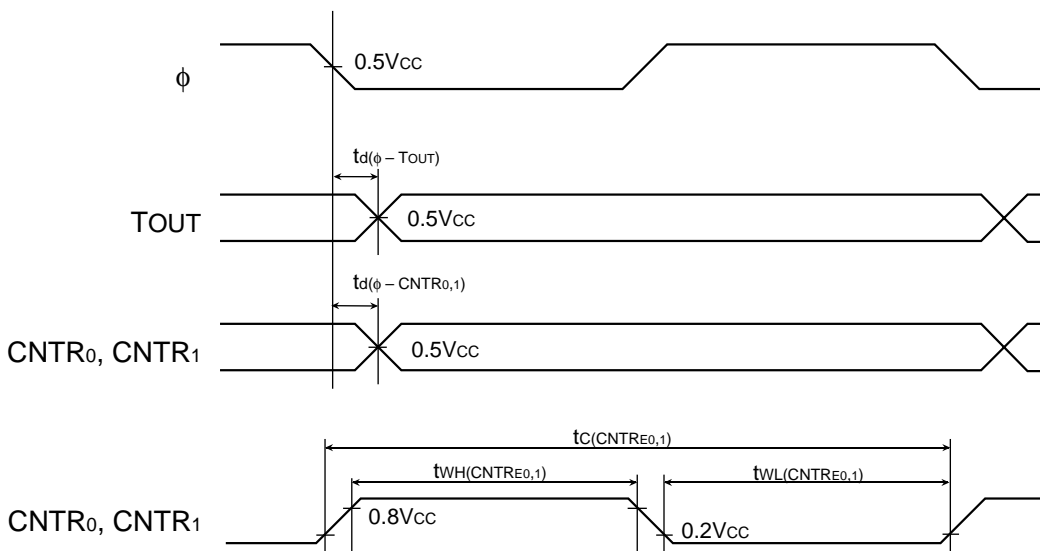 ϕ
0.5VCC
td(ϕ – TOUT)
TOUT
0.5VCC
td(ϕ – CNTR0,1)
CNTR0, CNTR1
0.5VCC
tC(CNTRE0,1)
tWH(CNTRE0,1)
tWL(CNTRE0,1)
CNTR0, CNTR1
0.8VCC
0.2VCC